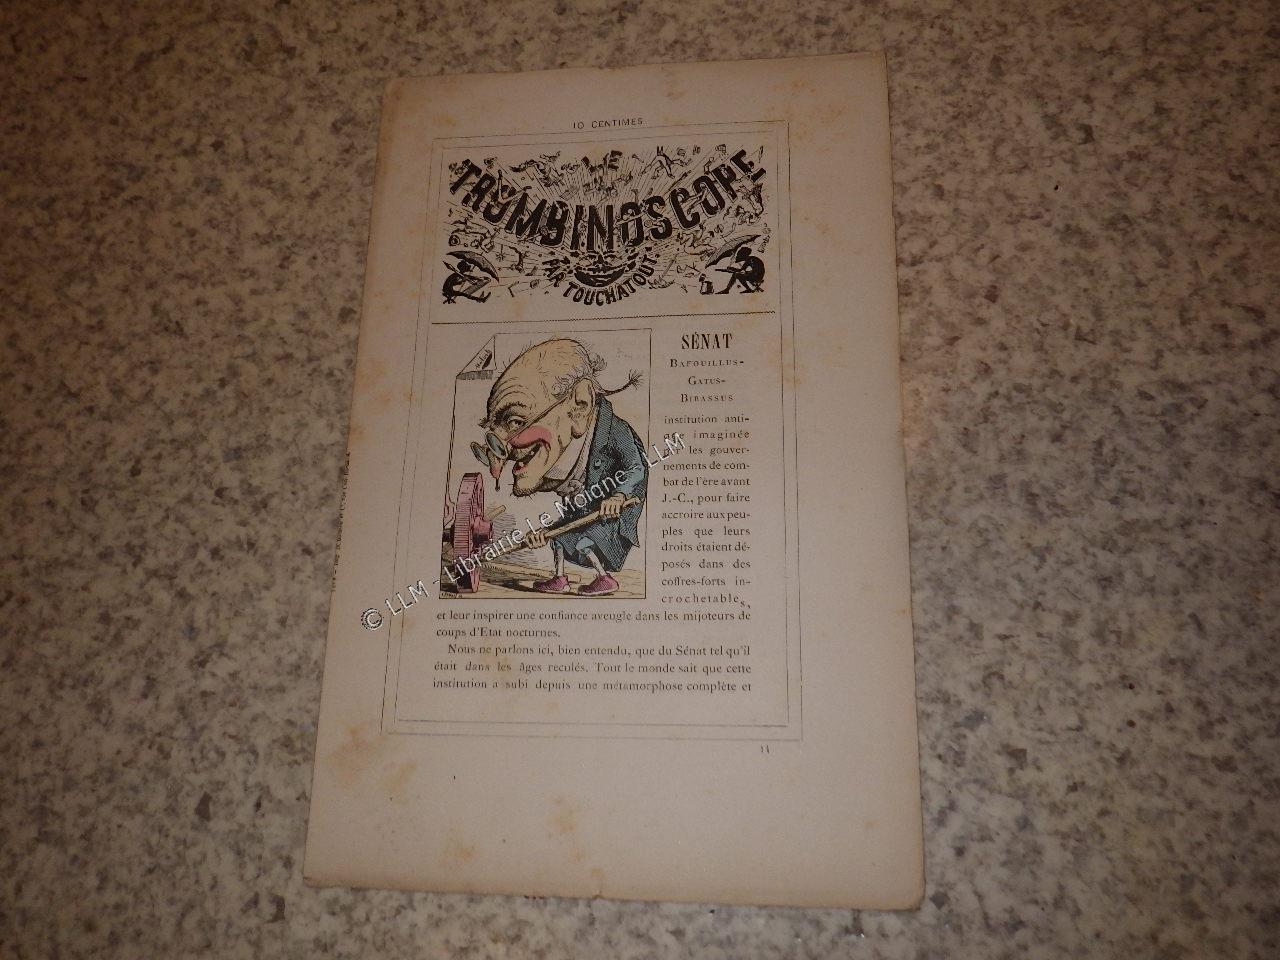 10 CENTIMES
LE
TROMBINOSCOPE
PAR TOUCHATOUT
SÉNAT
BAFOUILLUS-
GATUS-
BIBASSUS
institution anti-
que imaginée
par les gouver-
nements de com-
bat de l'ère avant
J.-C., pour faire
accroire aux peu-
ples que leurs
droits étaient dé-
posés dans des
coffres-forts in-
crochetables,
et leur inspirer une confiance aveugle dans les mijoteurs de
coups d'Etat nocturnes.
Nous ne parlons ici, bien entendu, que du Sénat tel qu'il
était dans les âges reculés. Tout le monde sait que cette
institution a subi depuis une métamorphose complète et
11
© LLM - Librairie Le Moigne - LLM